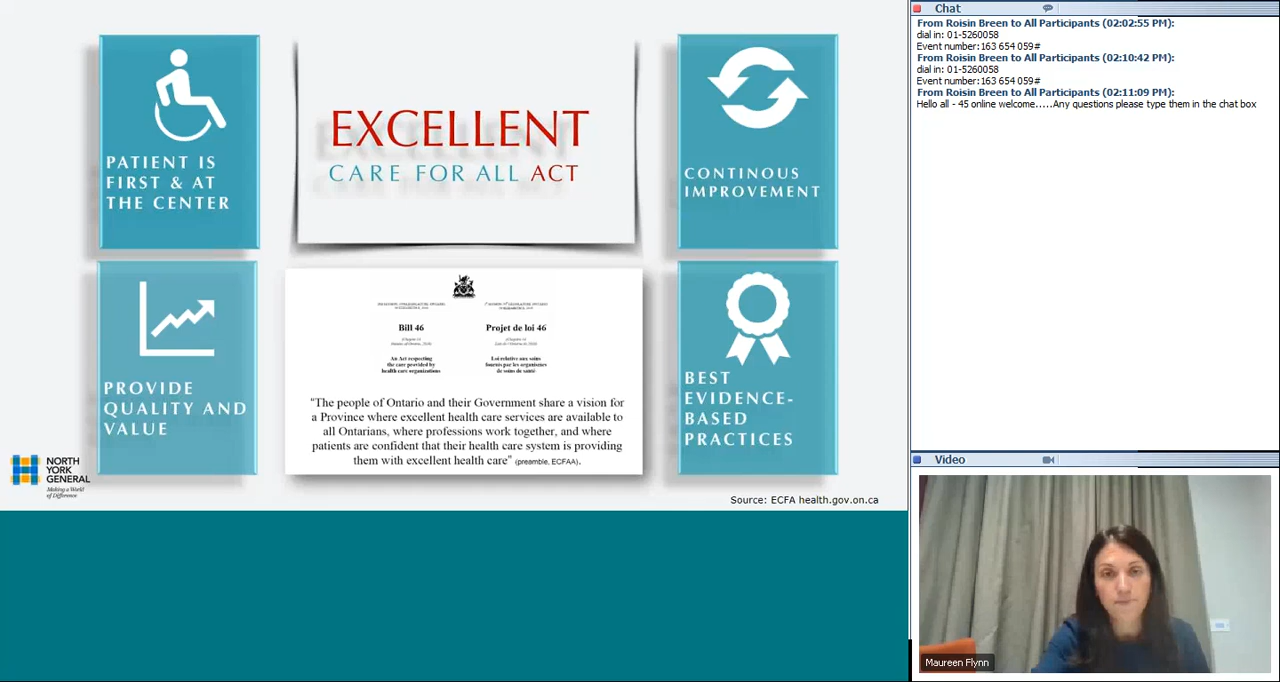 PATIENT IS
FIRST & AT
THE CENTER
EXCELLENT
CARE FOR ALL ACT
CONTINOUS
IMPROVEMENT
PROVIDE
QUALITY AND
VALUE
Bill 46
An Act respecting
the care provided by
health care organizations
Projet de loi 46
Loi relative aux soins
fournis par les organismes
de soins de santé
"The people of Ontario and their Government share a vision for
a Province where excellent health care services are available to
all Ontarians, where professions work together, and where
patients are confident that their health care system is providing
them with excellent health care" (preamble, ECFAA).
BEST
EVIDENCE-
BASED
PRACTICES
NORTH
YORK
GENERAL
Making a World
of Difference
Source: ECFA health.gov.on.ca
Chat
From Roisin Breen to All Participants (02:02:55 PM):
dial in: 01-5260058
Event number:163 654 059#
From Roisin Breen to All Participants (02:10:42 PM):
dial in: 01-5260058
Event number:163 654 059#
From Roisin Breen to All Participants (02:11:09 PM):
Hello all - 45 online welcome.....Any questions please type them in the chat box
Video
Maureen Flynn